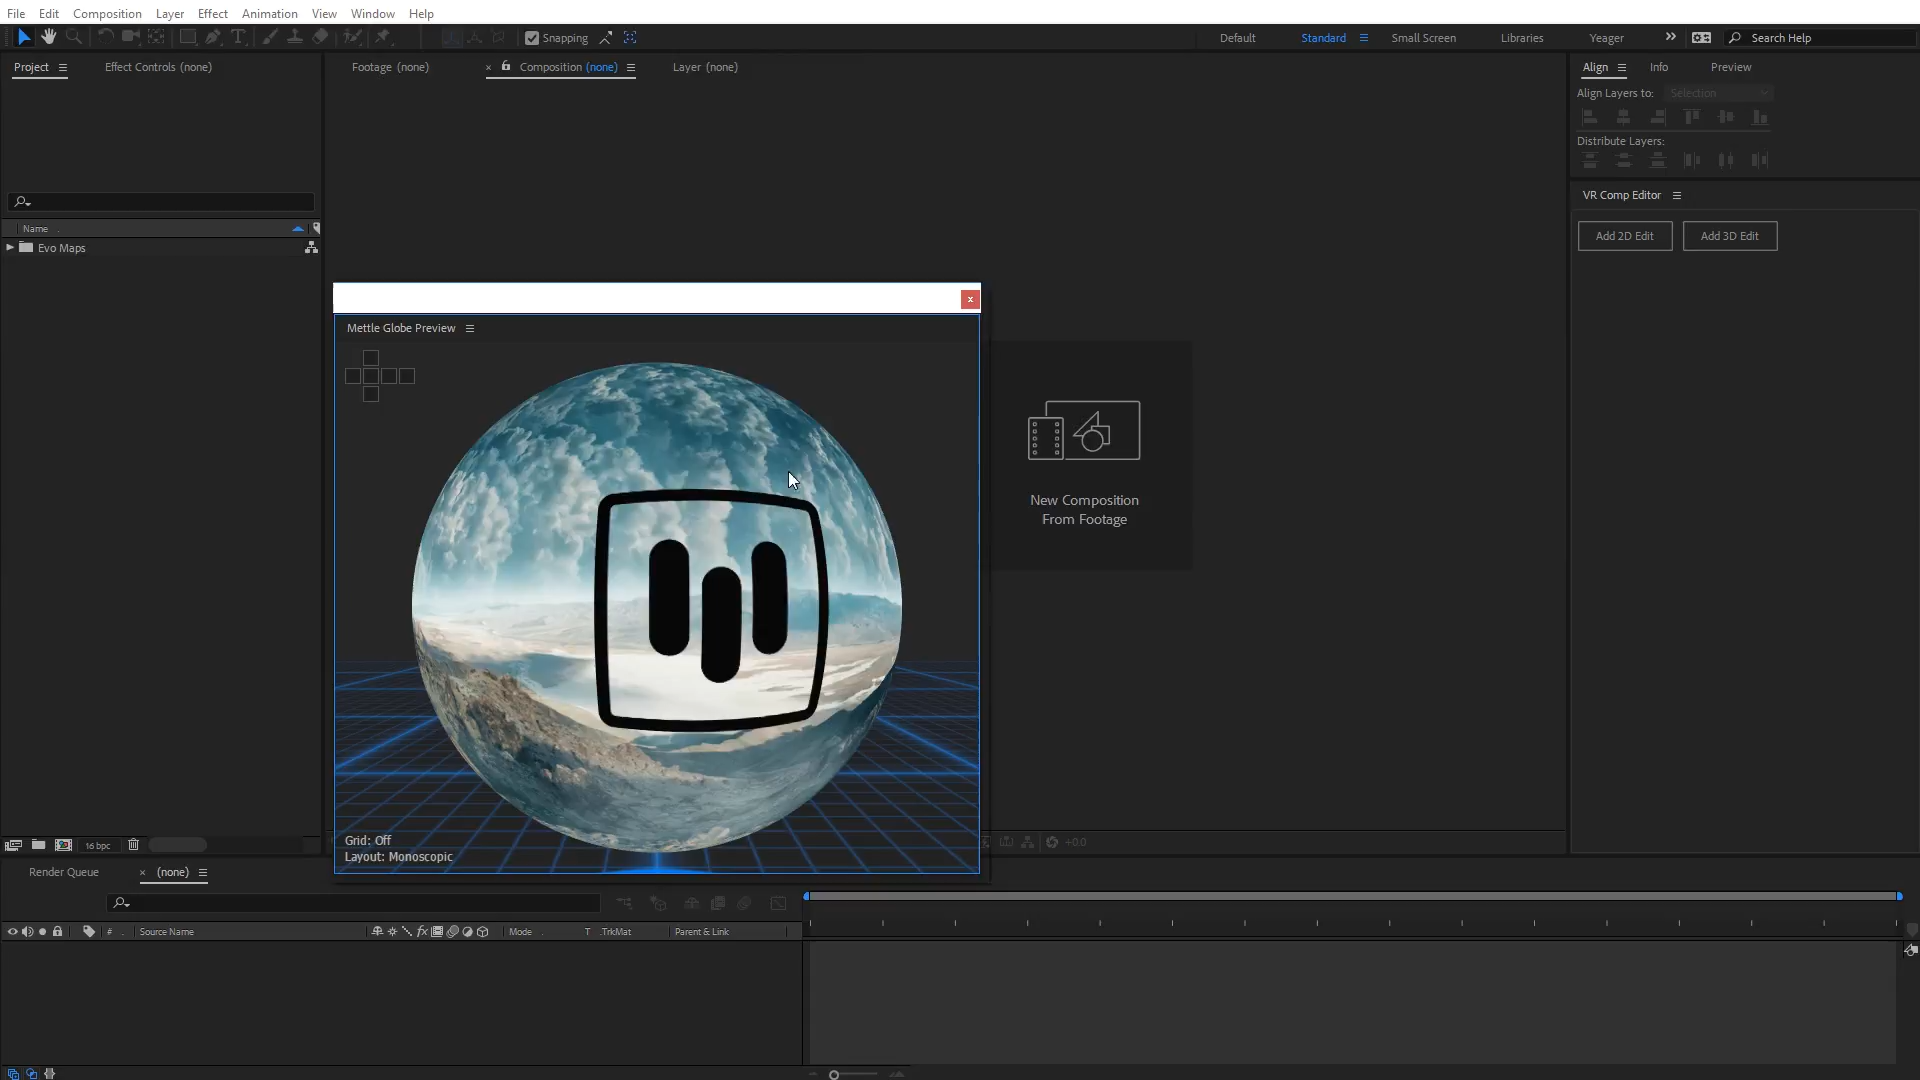 File Edit Composition Layer Effect Animation View Window Help
Snapping
Default Standard Small Screen Libraries Yeager Search Help
Project Effect Controls (none)
Footage (none) Composition (none) Layer (none)
Align Info Preview
Align Layers to: Selection
Distribute Layers:
VR Comp Editor
Add 2D Edit Add 3D Edit
Name
Evo Maps
Mettle Globe Preview
New Composition
From Footage
Grid: Off
Layout: Monoscopic
16 bpc
+0.0
Render Queue (none)
# Source Name Mode T .TrkMat Parent & Link